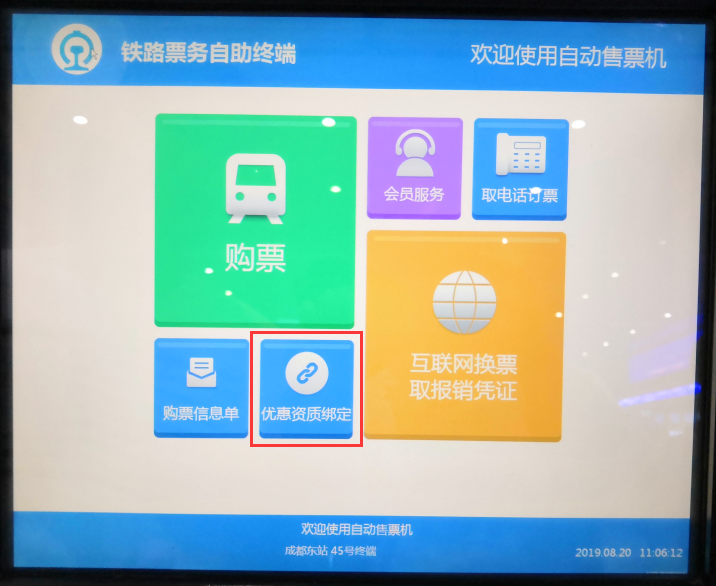 铁路票务自助终端
欢迎使用自动售票机
购票
会员服务
取电话订票
互联网换票
取报销凭证
购票信息单
优惠资质绑定
欢迎使用自动售票机
成都东站 45号终端
2019.08.20 11:06:12